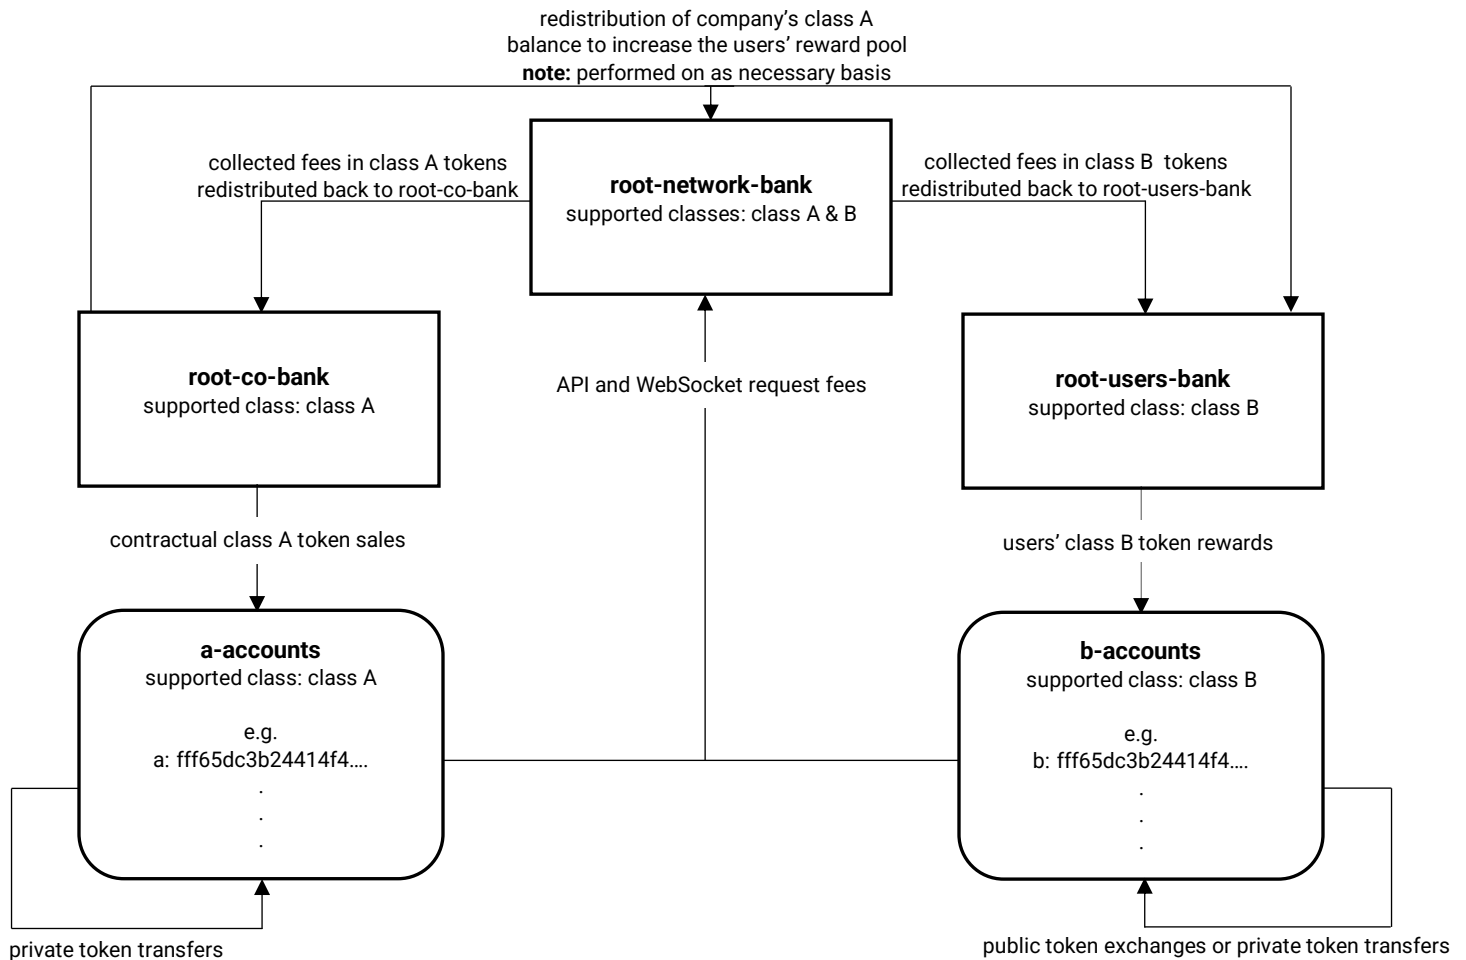 redistribution of company’s class A
balance to increase the users’ reward pool
note: performed on as necessary basis
collected fees in class A tokens
redistributed back to root-co-bank
root-network-bank
supported classes: class A & B
collected fees in class B  tokens
redistributed back to root-users-bank
root-co-bank
supported class: class A
API and WebSocket request fees
root-users-bank
supported class: class B
contractual class A token sales
users’ class B token rewards
a-accounts
supported class: class A
e.g.
a: fff65dc3b24414f4....
.
.
.
b-accounts
supported class: class B
e.g.
b: fff65dc3b24414f4....
.
.
.
private token transfers
public token exchanges or private token transfers